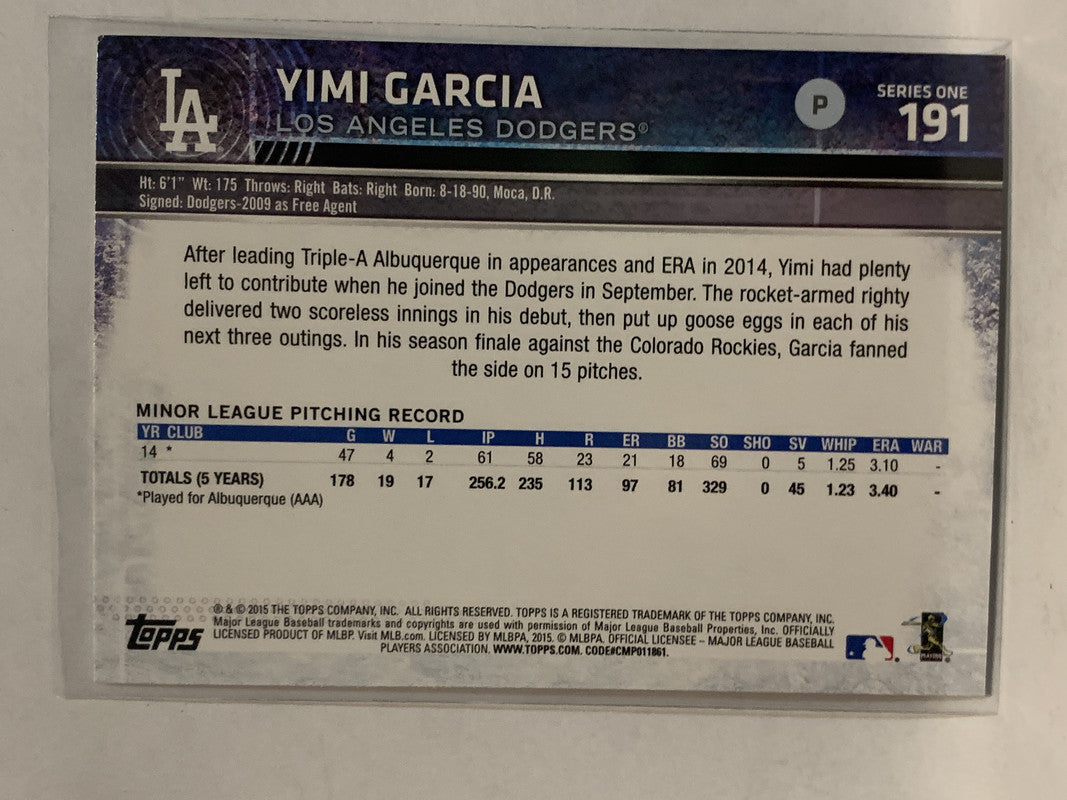 LA
YIMI GARCIA
LOS ANGELES DODGERS®
P
SERIES ONE
191
Ht: 6'1" Wt: 175 Throws: Right Bats: Right Born: 8-18-90, Moca, D.R.
Signed: Dodgers-2009 as Free Agent
After leading Triple-A Albuquerque in appearances and ERA in 2014, Yimi had plenty
left to contribute when he joined the Dodgers in September. The rocket-armed righty
delivered two scoreless innings in his debut, then put up goose eggs in each of his
next three outings. In his season finale against the Colorado Rockies, Garcia fanned
the side on 15 pitches.
MINOR LEAGUE PITCHING RECORD
YR CLUB G W L IP H R ER BB SO SHO SV WHIP ERA WAR
14 * 47 4 2 61 58 23 21 18 69 0 5 1.25 3.10 -
TOTALS (5 YEARS) 178 19 17 256.2 235 113 97 81 329 0 45 1.23 3.40 -
*Played for Albuquerque (AAA)
topps
® & © 2015 THE TOPPS COMPANY, INC. ALL RIGHTS RESERVED. TOPPS IS A REGISTERED TRADEMARK OF THE TOPPS COMPANY, INC.
Major League Baseball trademarks and copyrights are used with permission of Major League Baseball Properties, Inc. OFFICIALLY
LICENSED PRODUCT OF MLBP. Visit MLB.com. LICENSED BY MLBPA, 2015. © MLBPA. OFFICIAL LICENSEE – MAJOR LEAGUE BASEBALL
PLAYERS ASSOCIATION. WWW.TOPPS.COM. CODE#CMP011861.
PLAYERS